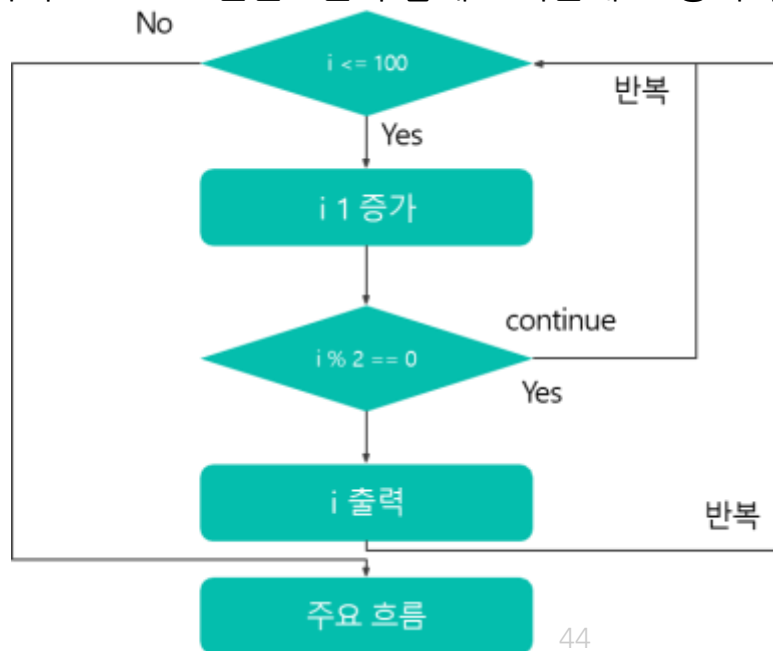 No
i <= 100
반복
Yes
i 1 증가
continue
i % 2 == 0
Yes
i 출력
반복
주요 흐름
44